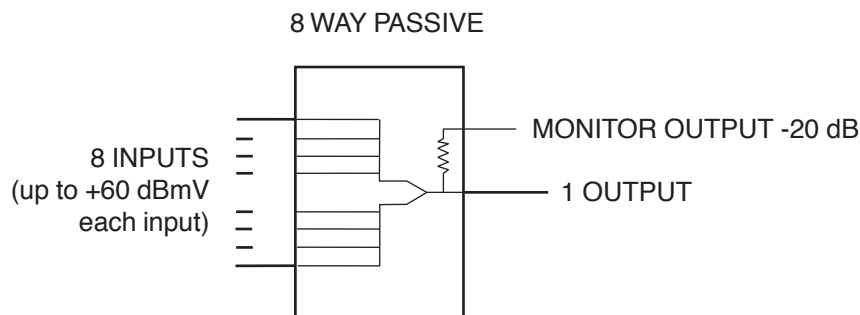 8 WAY PASSIVE
MONITOR OUTPUT -20 dB
8 INPUTS
(up to +60 dBmV
each input)
1 OUTPUT